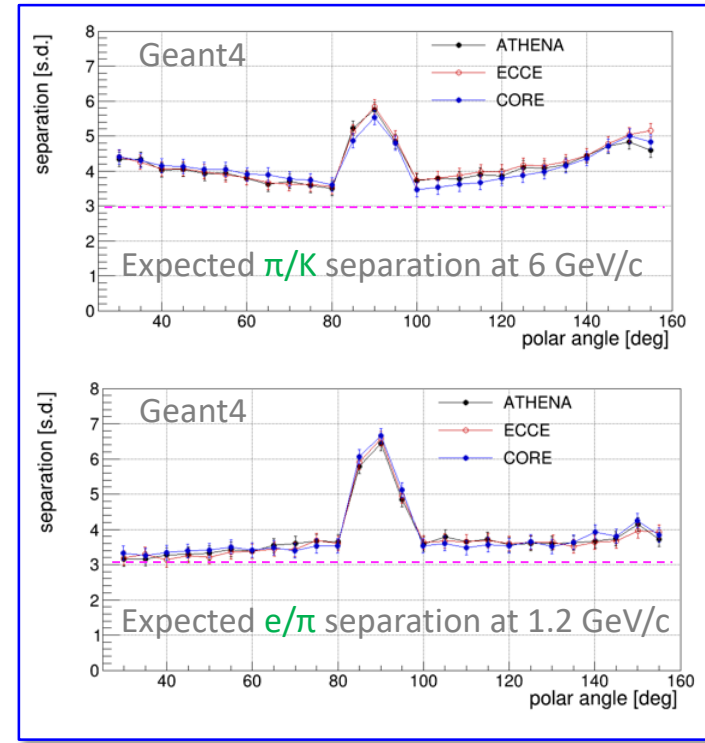 Geant4
ATHENA
ECCE
CORE
separation [s.d.]
8
7
6
5
4
3
2
1
0
Expected π/K separation at 6 GeV/c
40 60 80 100 120 140 160
polar angle [deg]
Geant4
ATHENA
ECCE
CORE
separation [s.d.]
8
7
6
5
4
3
2
1
0
Expected e/π separation at 1.2 GeV/c
40 60 80 100 120 140 160
polar angle [deg]